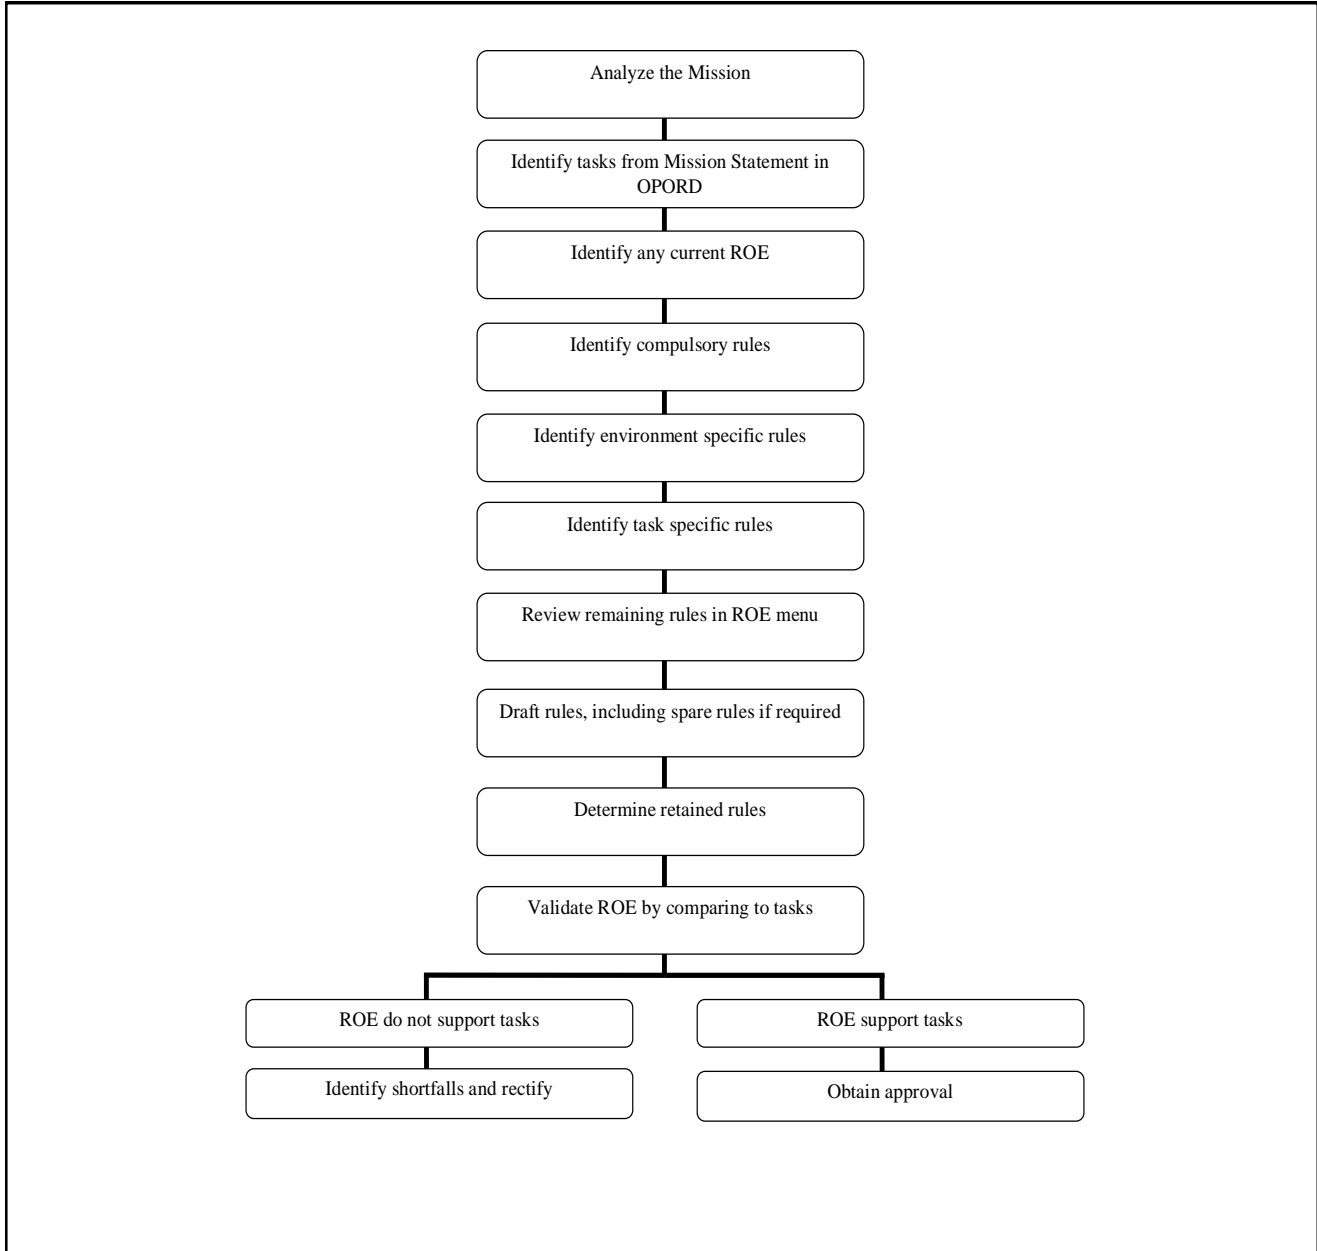 Analyze the Mission
Identify tasks from Mission Statement in
OPORD
Identify any current ROE
Identify compulsory rules
Identify environment specific rules
Identify task specific rules
Review remaining rules in ROE menu
Draft rules, including spare rules if required
Determine retained rules
Validate ROE by comparing to tasks
ROE do not support tasks
ROE support tasks
Identify shortfalls and rectify
Obtain approval